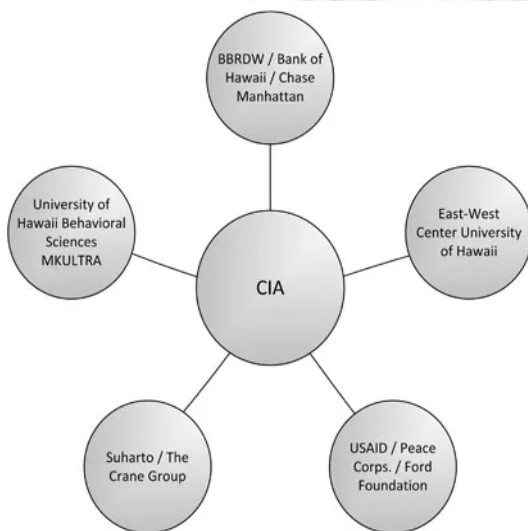 BBRDW / Bank of
Hawaii / Chase
Manhattan
University of
Hawaii Behavioral
Sciences
MKULTRA
East-West
Center University
of Hawaii
CIA
Suharto / The
Crane Group
USAID / Peace
Corps. / Ford
Foundation